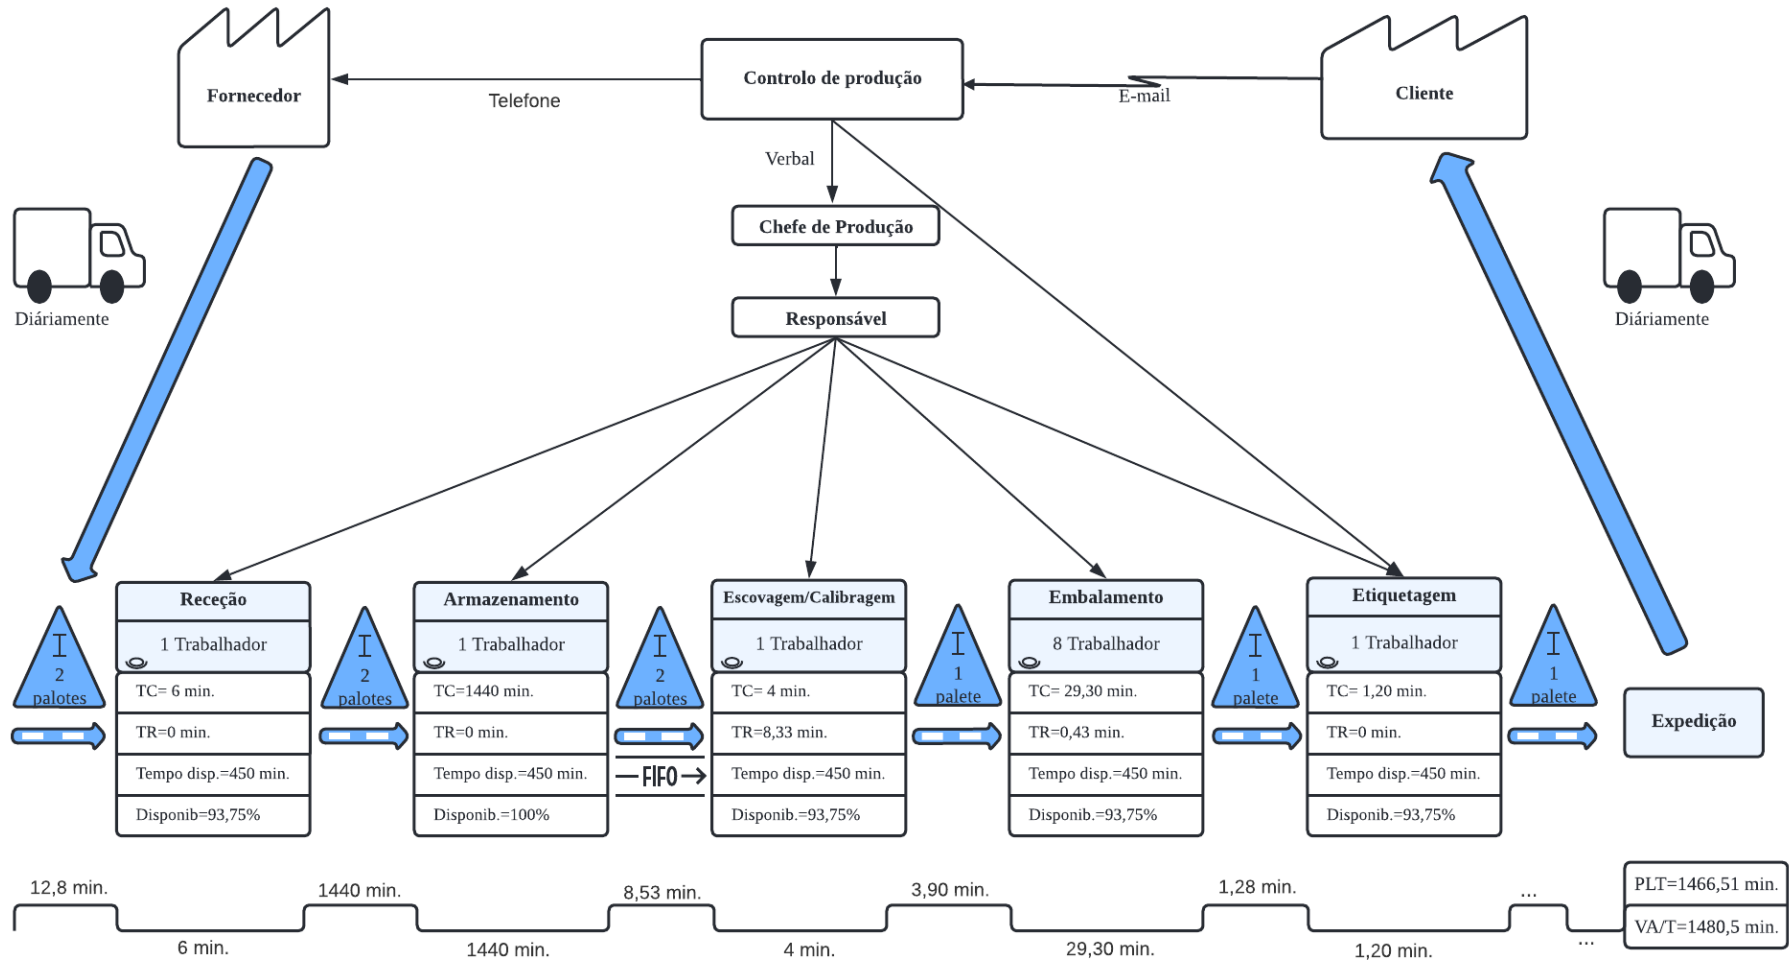 Fornecedor
Telefone
Controlo de produção
E-mail
Cliente
Verbal
Chefe de Produção
Responsável
Diáriamente
Diáriamente
2
palotes
Receção
1 Trabalhador
TC= 6 min.
TR=0 min.
Tempo disp.=450 min.
Disponib=93,75%
2
palotes
Armazenamento
1 Trabalhador
TC=1440 min.
TR=0 min.
Tempo disp.=450 min.
Disponib.=100%
2
palotes
FIFO
Escovagem/Calibragem
1 Trabalhador
TC= 4 min.
TR=8,33 min.
Tempo disp.=450 min.
Disponib.=93,75%
1
palete
Embalamento
8 Trabalhador
TC= 29,30 min.
TR=0,43 min.
Tempo disp.=450 min.
Disponib.=93,75%
1
palete
Etiquetagem
1 Trabalhador
TC= 1,20 min.
TR=0 min.
Tempo disp.=450 min.
Disponib.=93,75%
1
palete
Expedição
12,8 min.
6 min.
1440 min.
1440 min.
8,53 min.
4 min.
3,90 min.
29,30 min.
1,28 min.
1,20 min.
...
...
PLT=1466,51 min.
VA/T=1480,5 min.